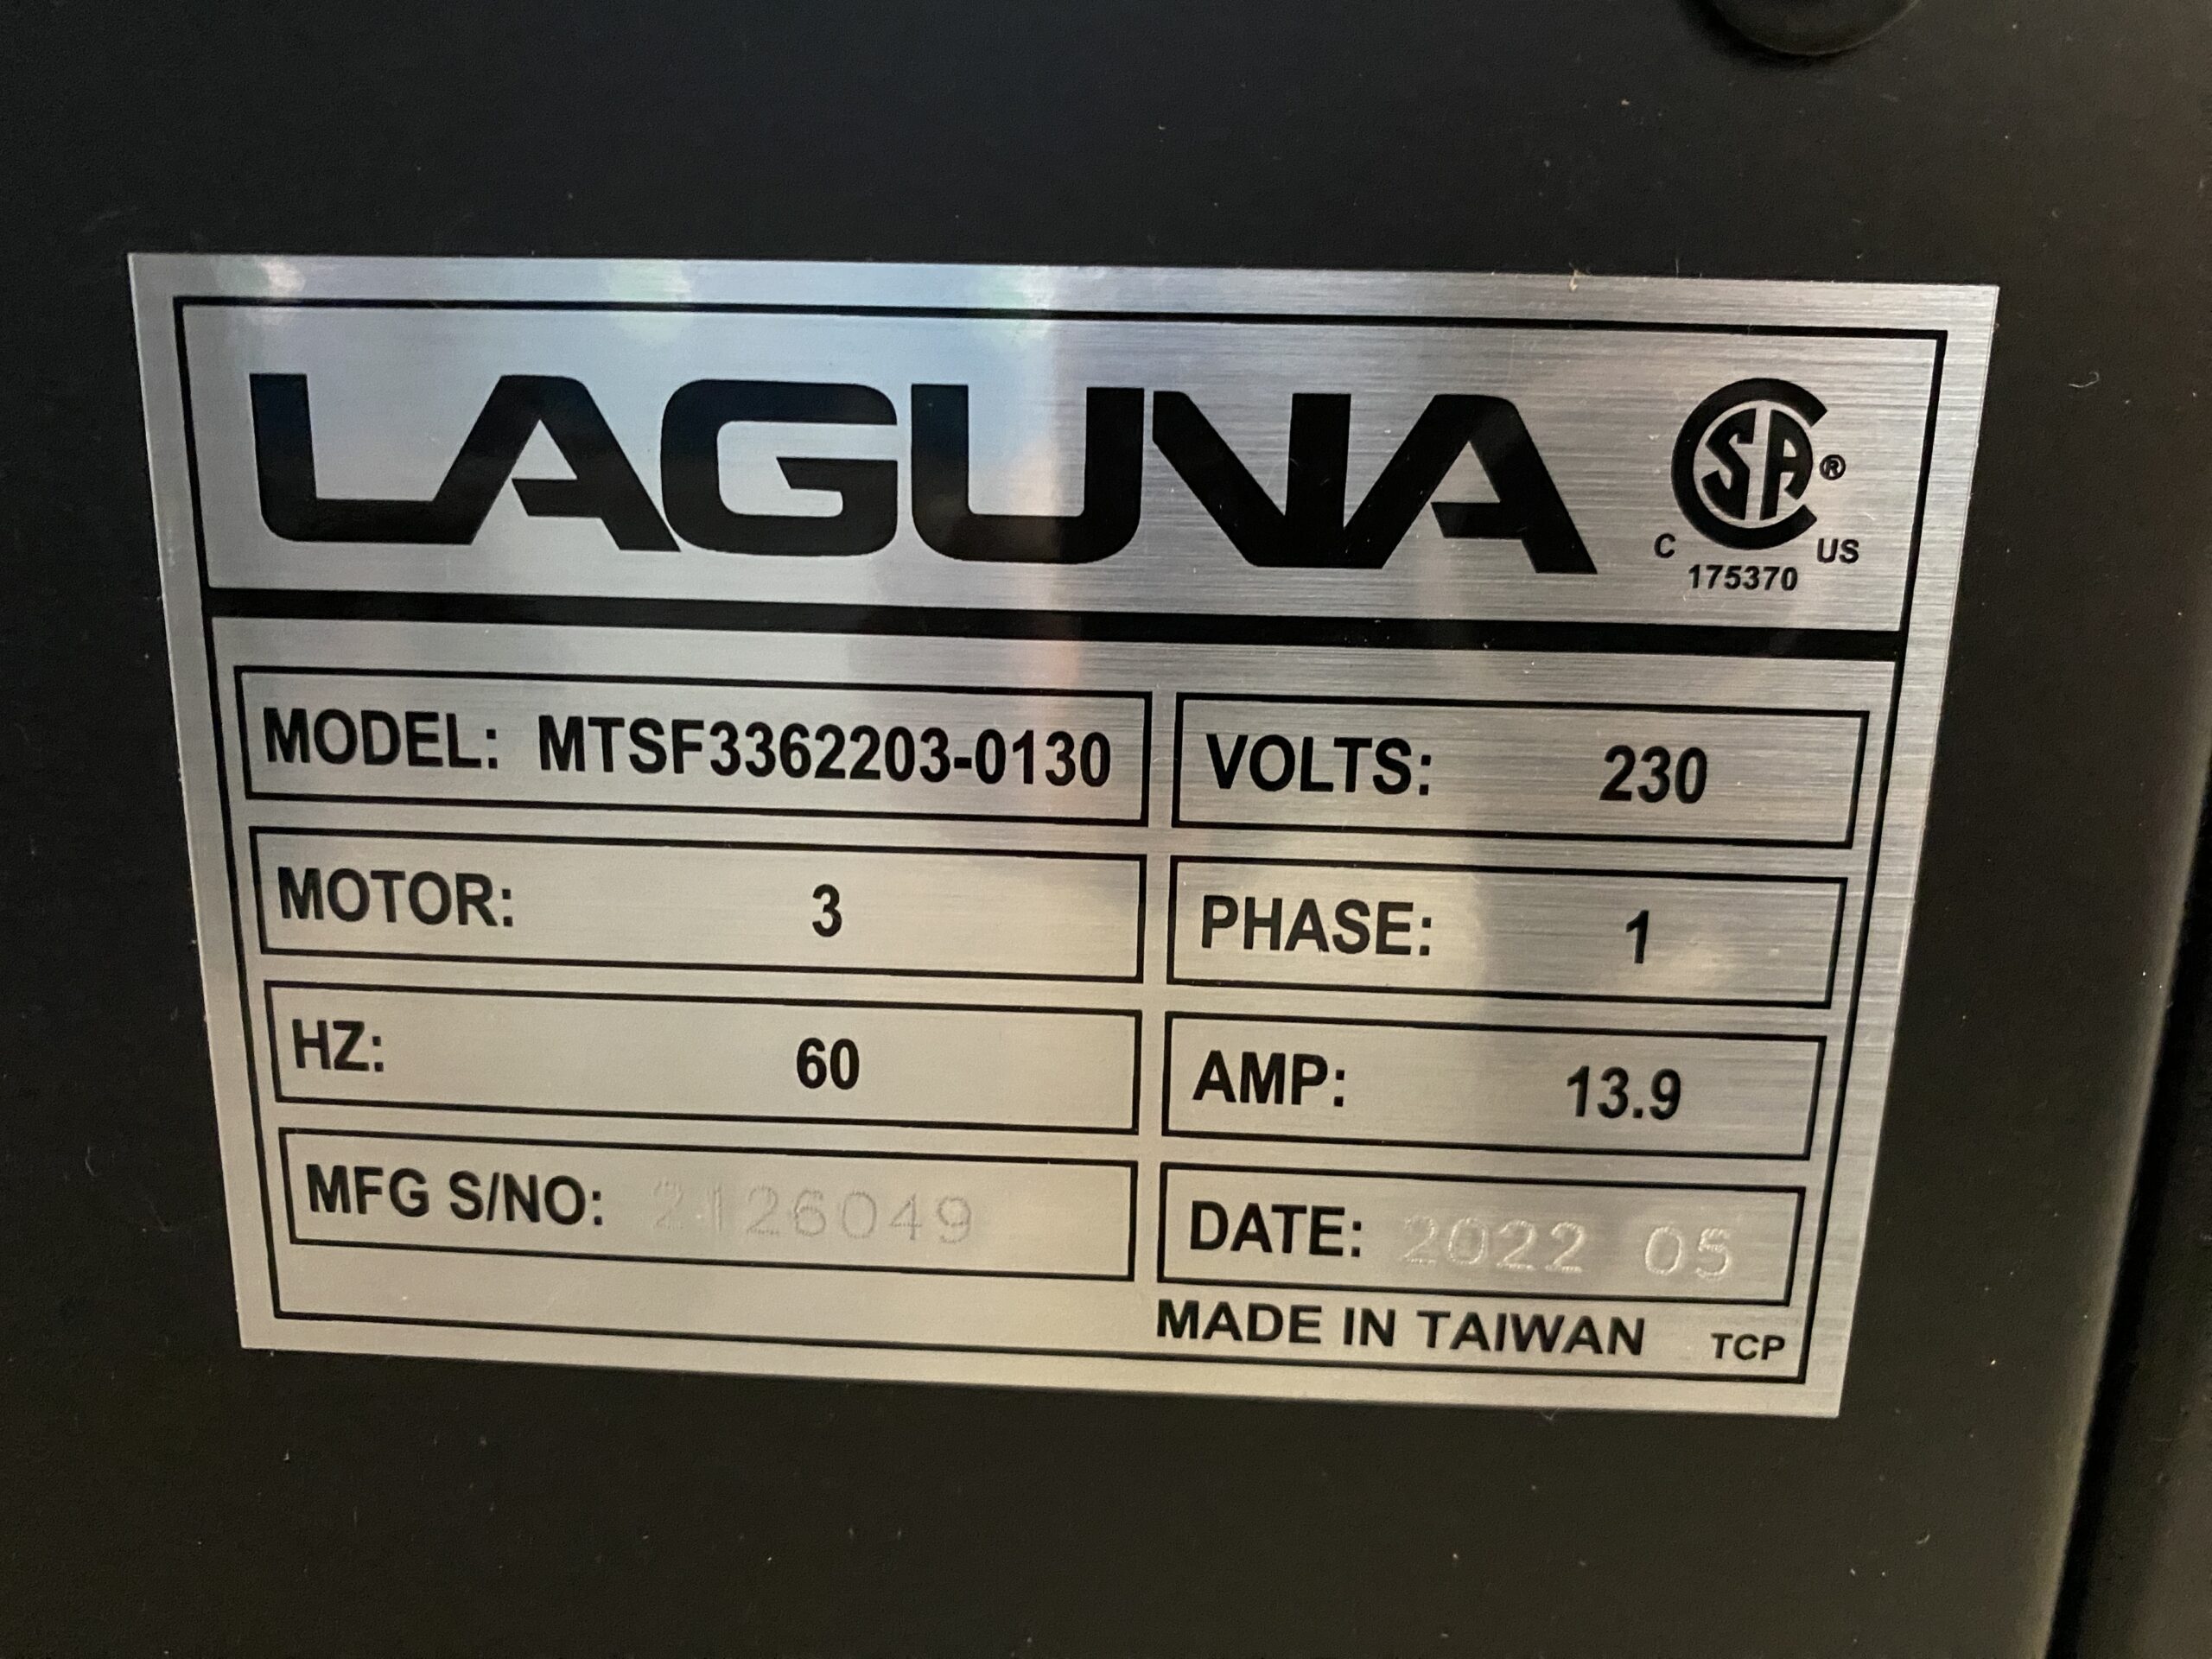 LAGUNA
CSA®
C US
175370
MODEL: MTSF3362203-0130
VOLTS: 230
MOTOR: 3
PHASE: 1
HZ: 60
AMP: 13.9
MFG S/NO: 2126049
DATE: 2022 05
MADE IN TAIWAN TCP